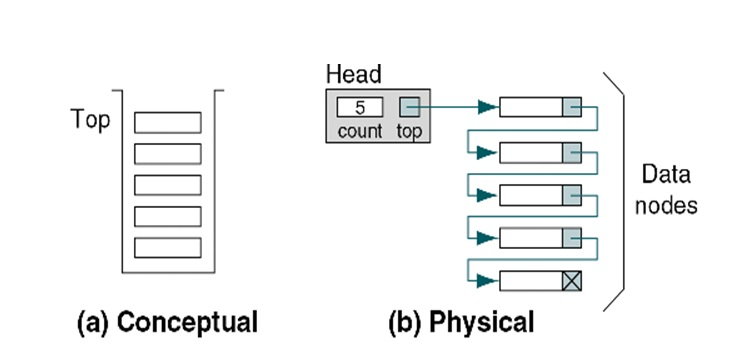 Head
5
count top
Top
Data
nodes
(a) Conceptual
(b) Physical